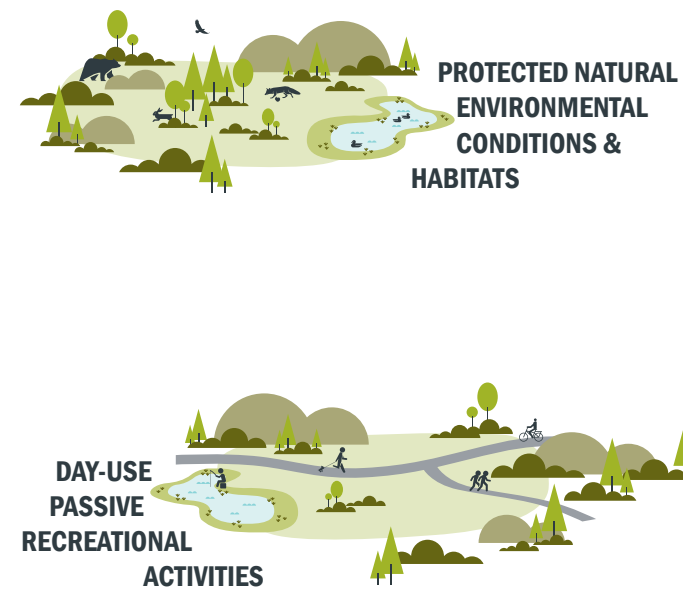 PROTECTED NATURAL
ENVIRONMENTAL
CONDITIONS &
HABITATS
DAY-USE
PASSIVE
RECREATIONAL
ACTIVITIES